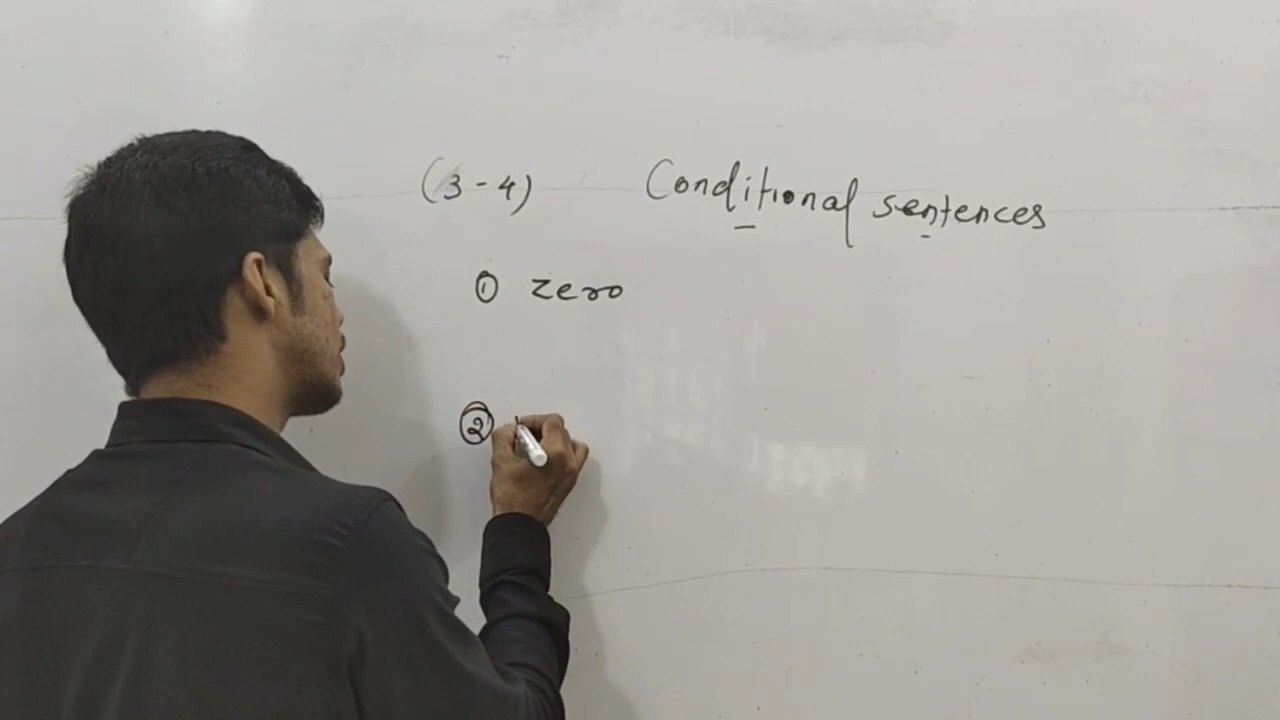 (3-4) Conditional sentences
① zero
②